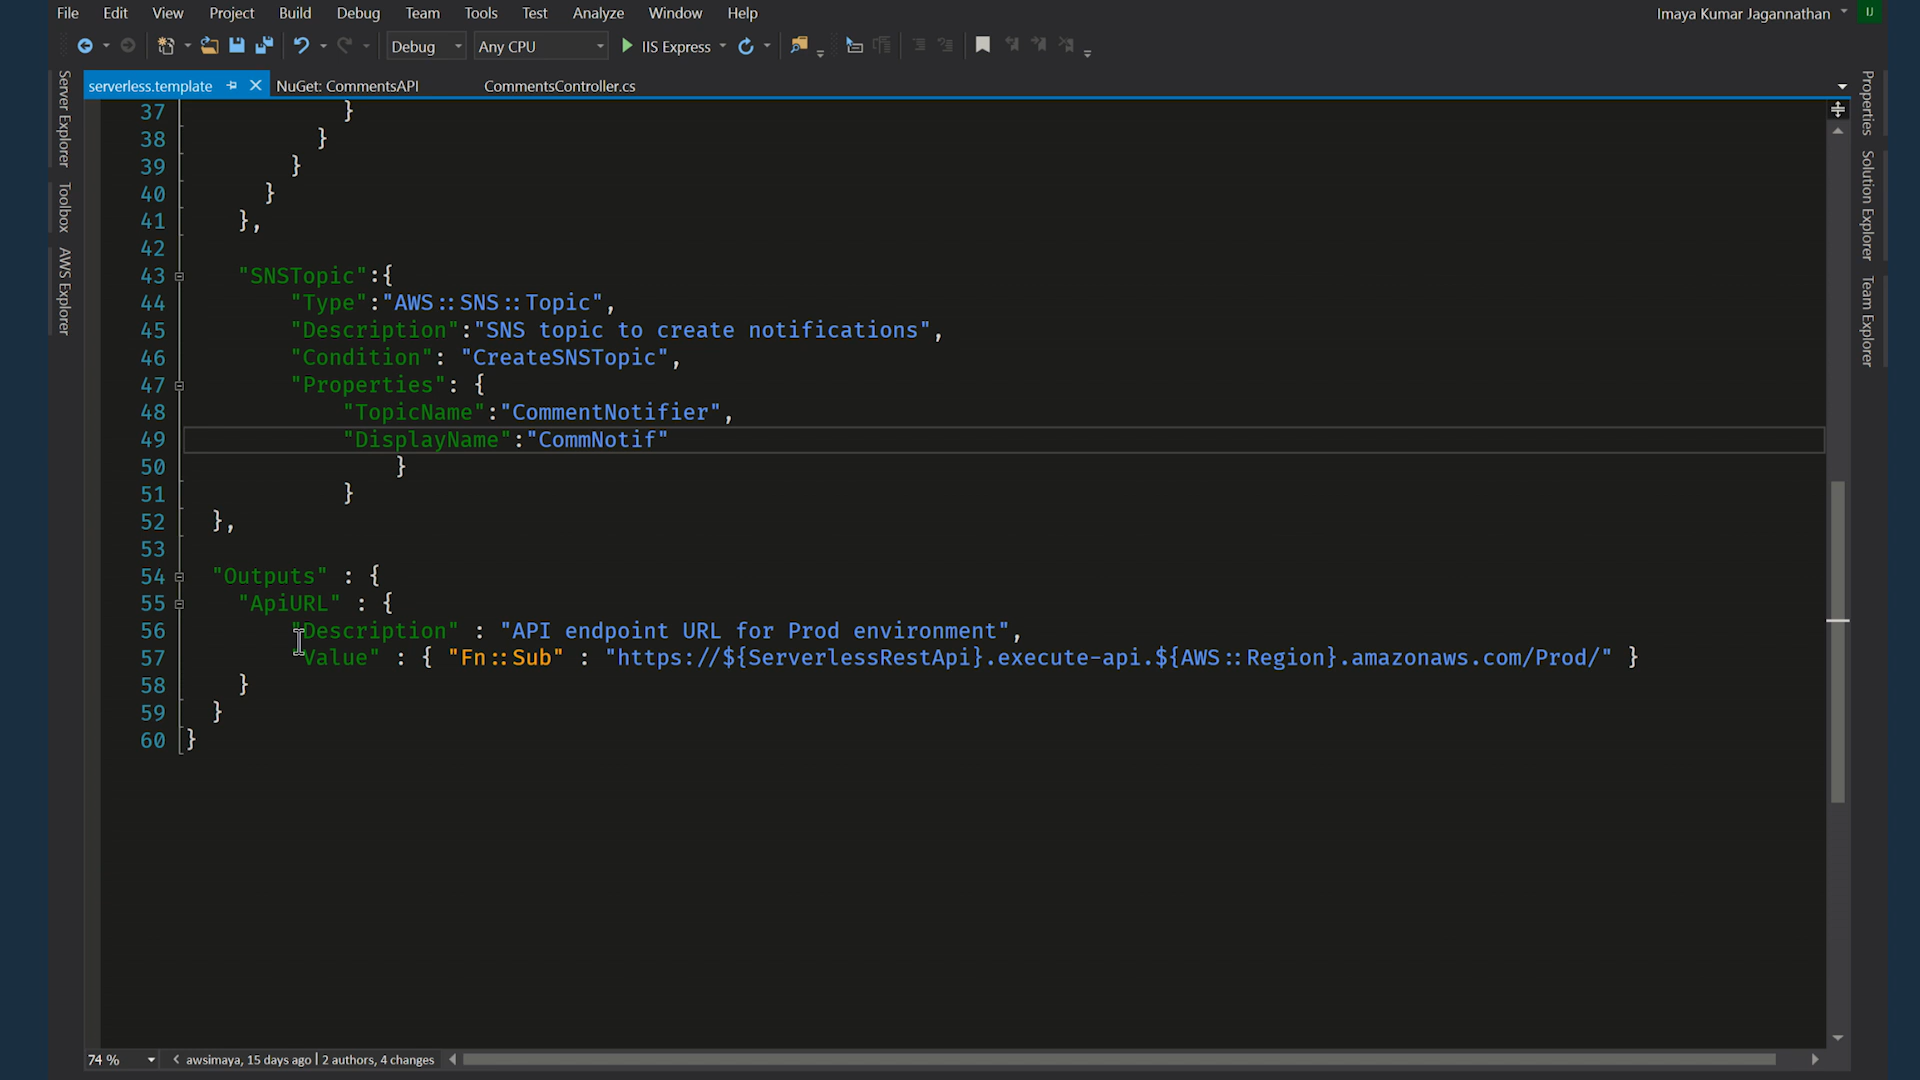 File Edit View Project Build Debug Team Tools Test Analyze Window Help Imaya Kumar Jagannathan IJ
Debug Any CPU IIS Express
serverless.template NuGet: CommentsAPI CommentsController.cs
Server Explorer
Toolbox
AWS Explorer
37 }
38 }
39 }
40 }
41 },
42
43 "SNSTopic":{
44 "Type":"AWS::SNS::Topic",
45 "Description":"SNS topic to create notifications",
46 "Condition": "CreateSNSTopic",
47 "Properties": {
48 "TopicName":"CommentNotifier",
49 "DisplayName":"CommNotif"
50 }
51 }
52 },
53
54 "Outputs" : {
55 "ApiURL" : {
56 "Description" : "API endpoint URL for Prod environment",
57 "Value" : { "Fn::Sub" : "https://${ServerlessRestApi}.execute-api.${AWS::Region}.amazonaws.com/Prod/" }
58 }
59 }
60 }
Properties
Solution Explorer
Team Explorer
74 % awsimaya, 15 days ago | 2 authors, 4 changes